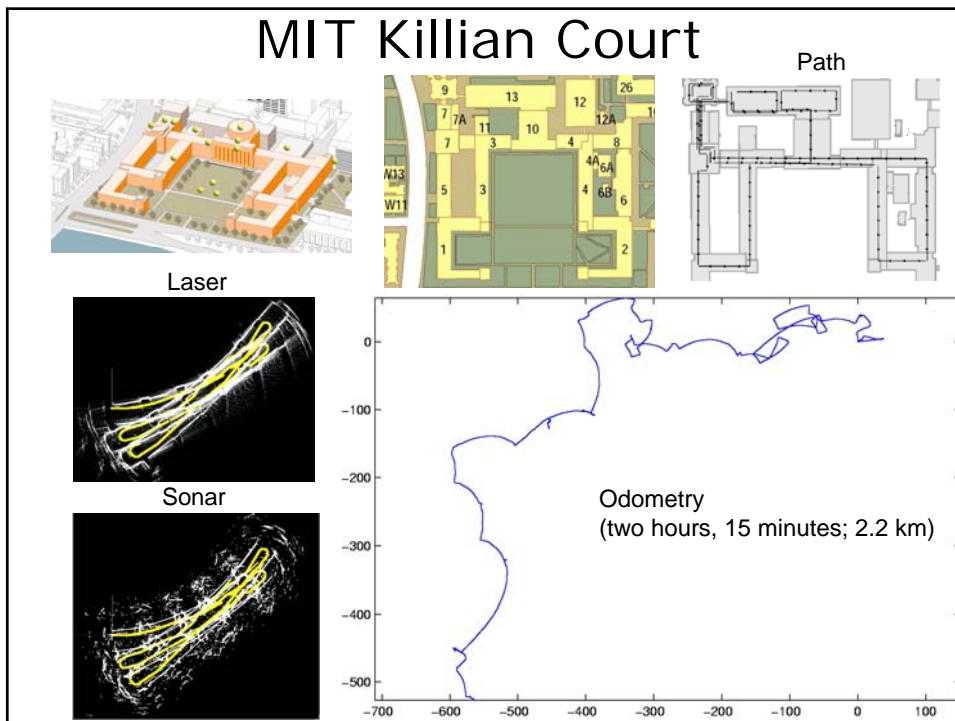 MIT Killian Court
Path
9
13
12
26
7
7A
11
10
12A
7
3
4
8
4A
6A
W13
5
3
4
6B
6
W11
1
2
Laser
Sonar
Odometry
(two hours, 15 minutes; 2.2 km)
0
−100
−200
−300
−400
−500
−700
−600
−500
−400
−300
−200
−100
0
100